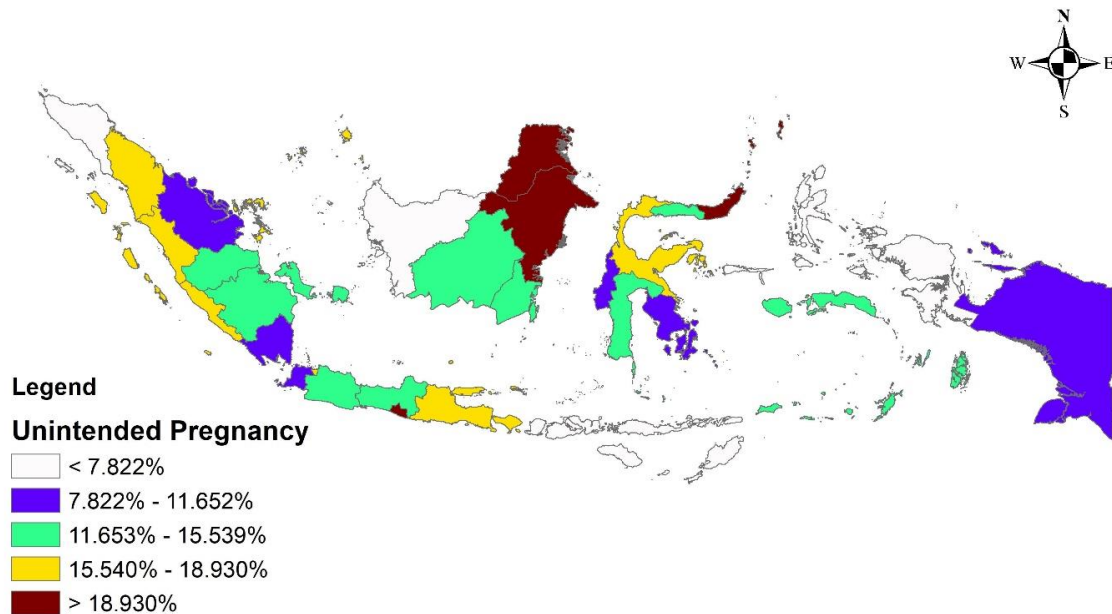 N
W E
S
Legend
Unintended Pregnancy
< 7.822%
7.822% - 11.652%
11.653% - 15.539%
15.540% - 18.930%
> 18.930%